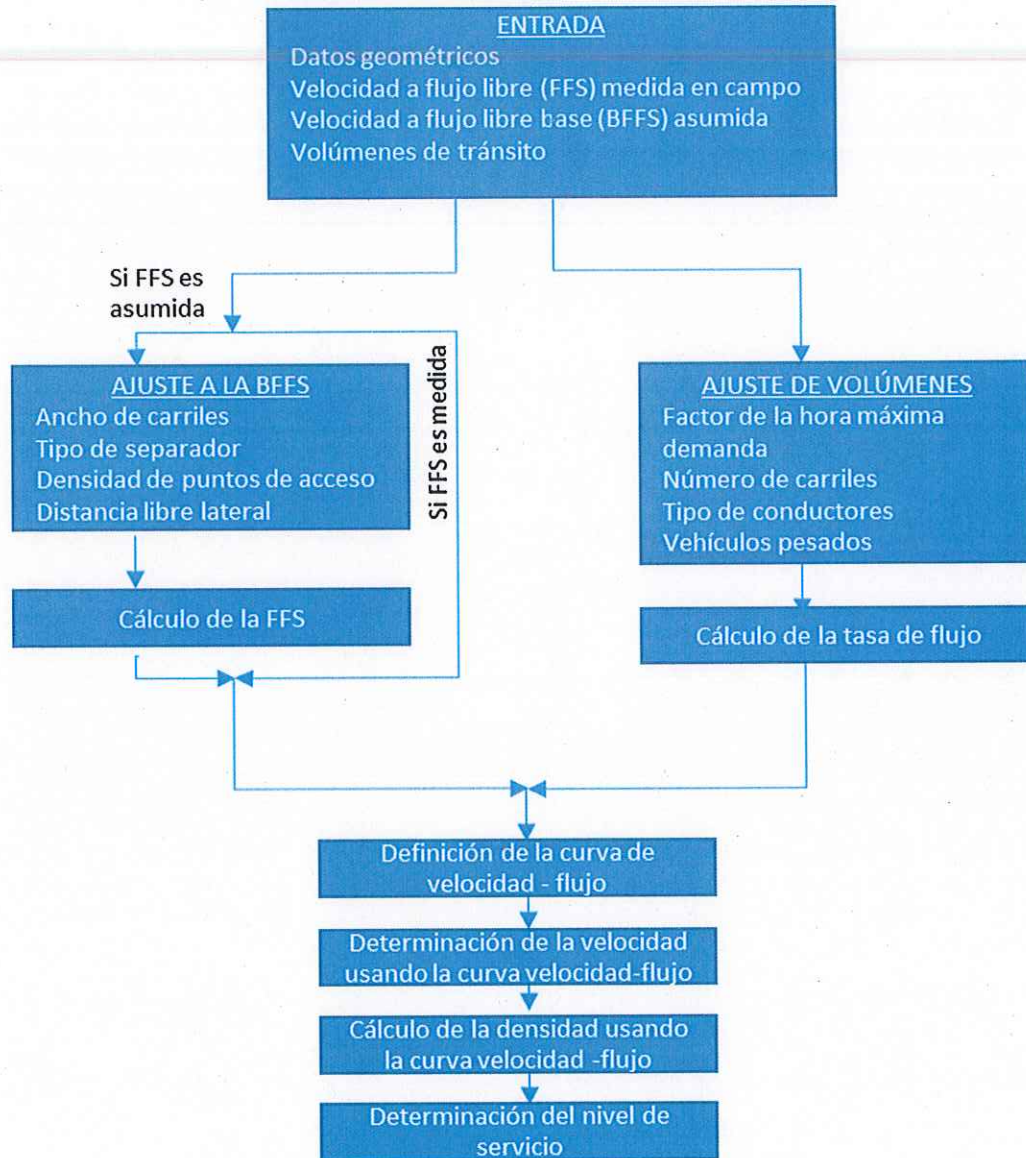 ENTRADA
Datos geométricos
Velocidad a flujo libre (FFS) medida en campo
Velocidad a flujo libre base (BFFS) asumida
Volúmenes de tránsito
Si FFS es
asumida
Si FFS es medida
AJUSTE A LA BFFS
Ancho de carriles
Tipo de separador
Densidad de puntos de acceso
Distancia libre lateral
AJUSTE DE VOLÚMENES
Factor de la hora máxima
demanda
Número de carriles
Tipo de conductores
Vehículos pesados
Cálculo de la FFS
Cálculo de la tasa de flujo
Definición de la curva de
velocidad - flujo
Determinación de la velocidad
usando la curva velocidad-flujo
Cálculo de la densidad usando
la curva velocidad -flujo
Determinación del nivel de
servicio